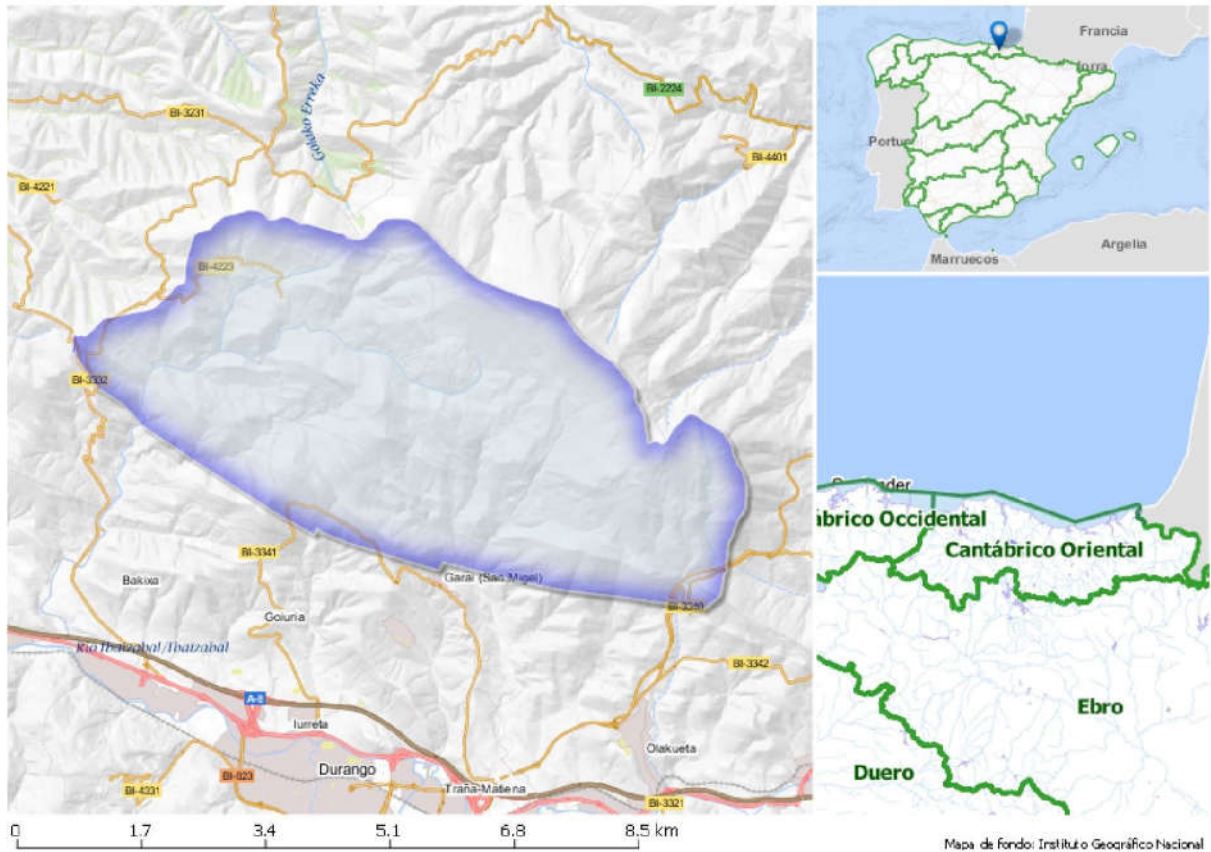 BI-2224
BI-3231
Golako Erreka
BI-4401
BI-4221
BI-4223
BI-3332
BI-3341
Bakixa
Garai (San Migel)
BI-3340
Goiuria
Río Ibaizabal/Ibaizabal
BI-3342
A-8
Iurreta
Olakueta
BI-623
Durango
BI-4331
Traña-Matiena
BI-3321
0 1.7 3.4 5.1 6.8 8.5 km
Francia
Portu
Argelia
Marruecos
ábrico Occidental
Cantábrico Oriental
Ebro
Duero
Mapa de fondo: Instituto Geográfico Nacional